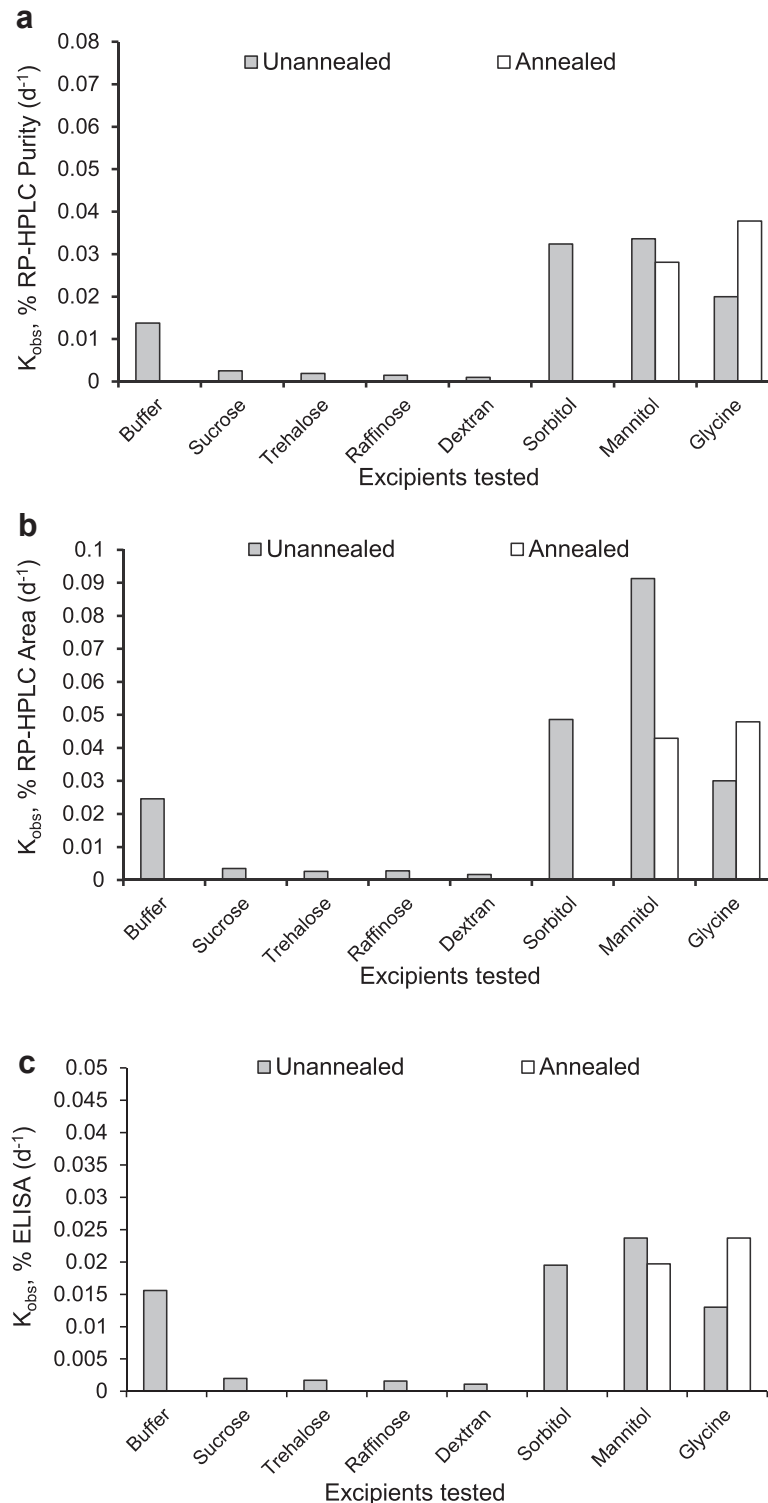 a
0.08
0.07
0.06
0.05
0.04
0.03
0.02
0.01
0
K_obs, % RP-HPLC Purity (d⁻¹)
Unannealed Annealed
Buffer Sucrose Trehalose Raffinose Dextran Sorbitol Mannitol Glycine
Excipients tested
b
0.1
0.09
0.08
0.07
0.06
0.05
0.04
0.03
0.02
0.01
0
K_obs, % RP-HPLC Area (d⁻¹)
Unannealed Annealed
Buffer Sucrose Trehalose Raffinose Dextran Sorbitol Mannitol Glycine
Excipients tested
c
0.05
0.045
0.04
0.035
0.03
0.025
0.02
0.015
0.01
0.005
0
K_obs, % ELISA (d⁻¹)
Unannealed Annealed
Buffer Sucrose Trehalose Raffinose Dextran Sorbitol Mannitol Glycine
Excipients tested